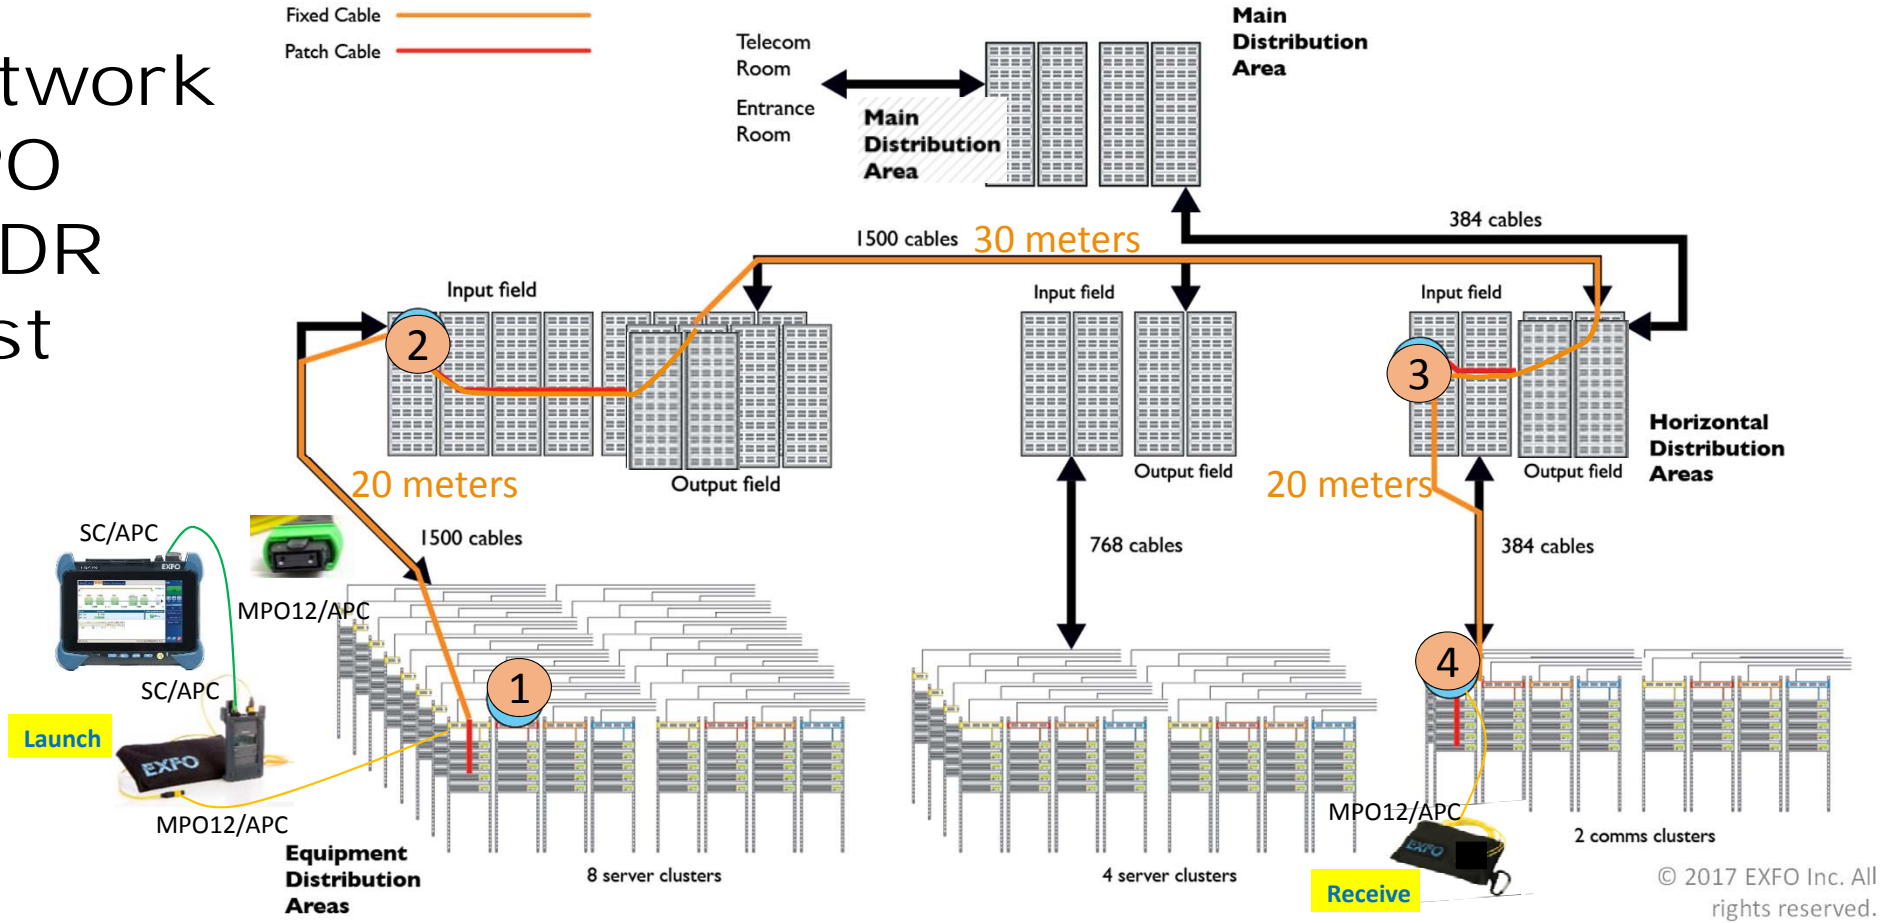 twork
PO
DR
st
Fixed Cable
Patch Cable
Telecom
Room
Entrance
Room
Main
Distribution
Area
Main
Distribution
Area
384 cables
1500 cables
30 meters
Input field
Input field
Input field
2
3
Output field
Output field
Output field
Horizontal
Distribution
Areas
20 meters
20 meters
1500 cables
768 cables
384 cables
SC/APC
EXFO
MPO12/APC
SC/APC
Launch
EXFO
MPO12/APC
1
4
Equipment
Distribution
Areas
8 server clusters
4 server clusters
MPO12/APC
EXFO
2 comms clusters
Receive
© 2017 EXFO Inc. All
rights reserved.